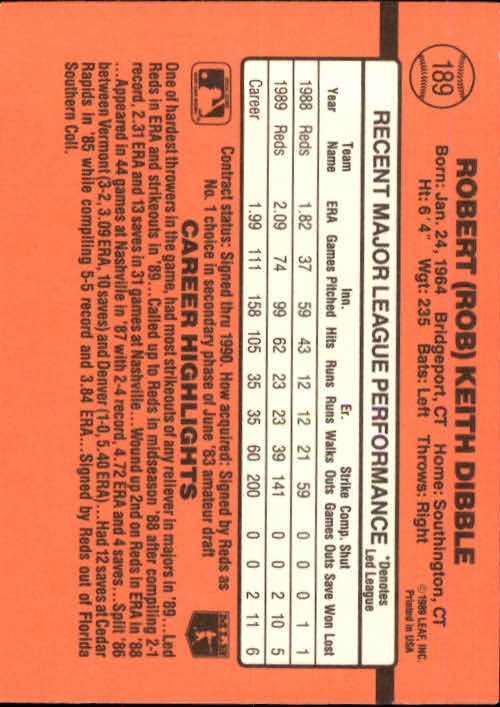 189
ROBERT (ROB) KEITH DIBBLE
Born: Jan. 24, 1964 Bridgeport, CT Home: Southington, CT
Ht: 6'4" Wgt: 235 Bats: Left Throws: Right
© 1989 LEAF, INC.
Printed in USA
RECENT MAJOR LEAGUE PERFORMANCE
*Denotes
Led League
Team Inn. Er. Strike Comp. Shut
Year Name ERA Games Pitched Hits Runs Runs Walks Outs Games Outs Save Won Lost
1988 Reds 1.82 37 59 43 12 12 21 59 0 0 0 1 1
1989 Reds 2.09 74 99 62 23 23 39 141 0 0 2 10 5
Career 1.99 111 158 105 35 35 60 200 0 0 2 11 6
Contract status: Signed thru 1990. How acquired: Signed by Reds as
No. 1 choice in secondary phase of June '83 amateur draft
CAREER HIGHLIGHTS
One of hardest throwers in the game, had most strikeouts of any reliever in majors in '89...Led
Reds in ERA and strikeouts in '89...Called up to Reds in midseason '88 after compiling 2-1
record, 2.31 ERA and 13 saves in 31 games at Nashville...Wound up 2nd on Reds in ERA in '88
...Appeared in 44 games at Nashville in '87 with 2-4 record, 4.72 ERA and 4 saves...Split '86
between Vermont (3-2, 3.09 ERA, 10 saves) and Denver (1-0, 5.40 ERA)...Had 12 saves at Cedar
Rapids in '85 while compiling 5-5 record and 3.84 ERA...Signed by Reds out of Florida
Southern Coll.